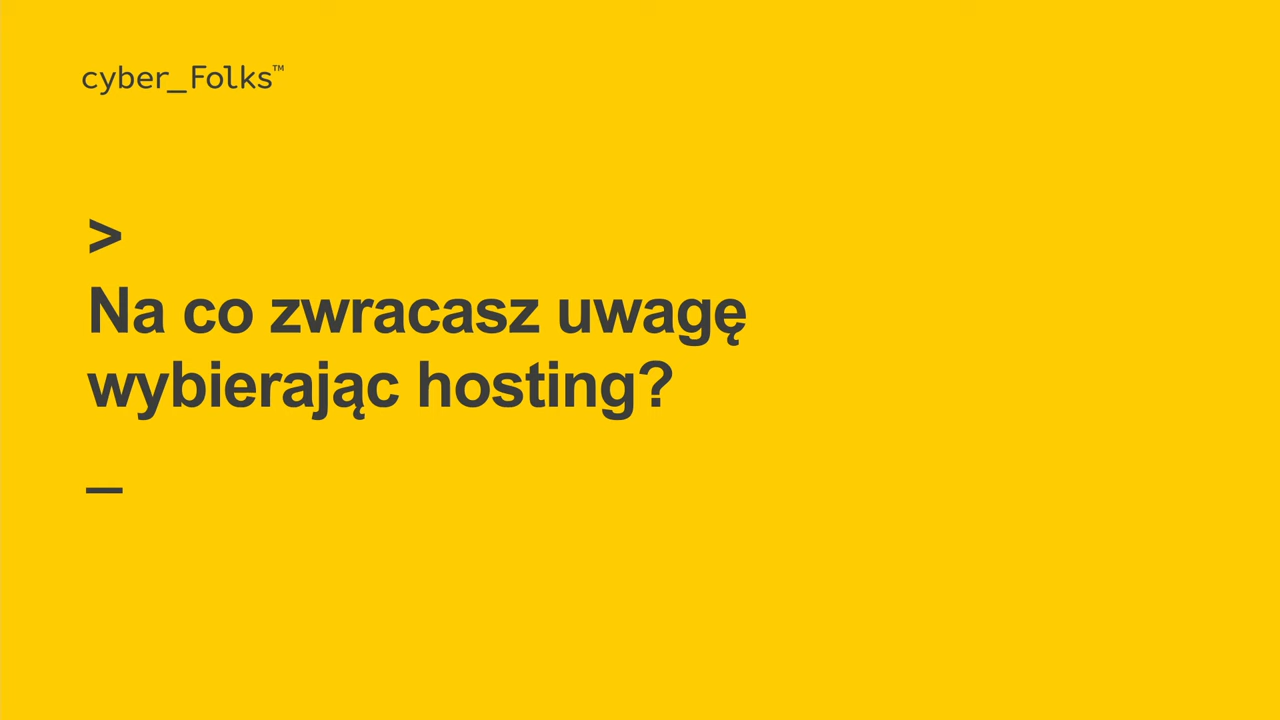 cyber_Folks™
>
Na co zwracasz uwagę
wybierając hosting?
_